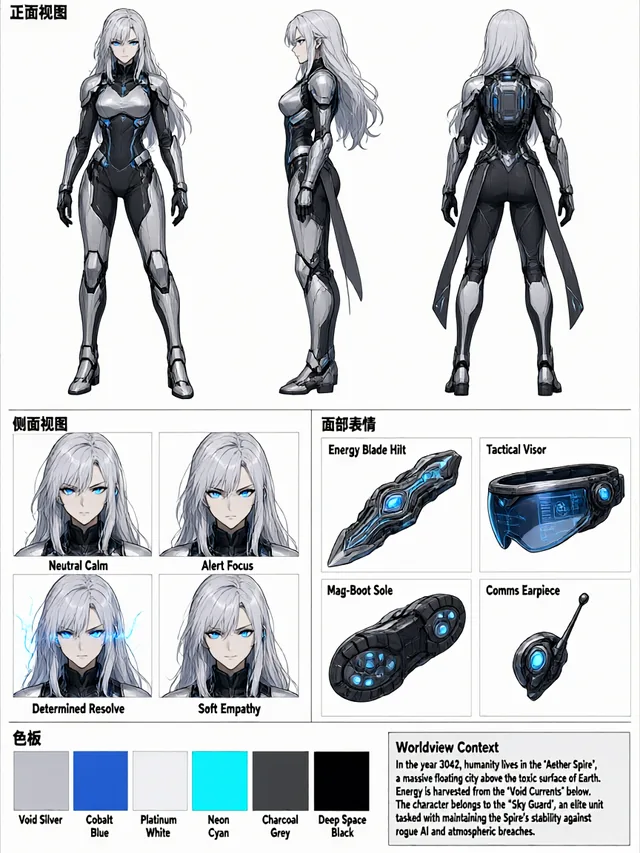 正面视图
侧面视图
Neutral Calm
Alert Focus
Determined Resolve
Soft Empathy
面部表情
Energy Blade Hilt
Tactical Visor
Mag-Boot Sole
Comms Earpiece
色板
Void Silver
Cobalt
Blue
Platinum
White
Neon
Cyan
Charcoal
Grey
Deep Space
Black
Worldview Context
In the year 3042, humanity lives in the "Aether Spire",
a massive floating city above the toxic surface of Earth.
Energy is harvested from the "Void Currents" below.
The character belongs to the "Sky Guard", an elite unit
tasked with maintaining the Spire's stability against
rogue AI and atmospheric breaches.